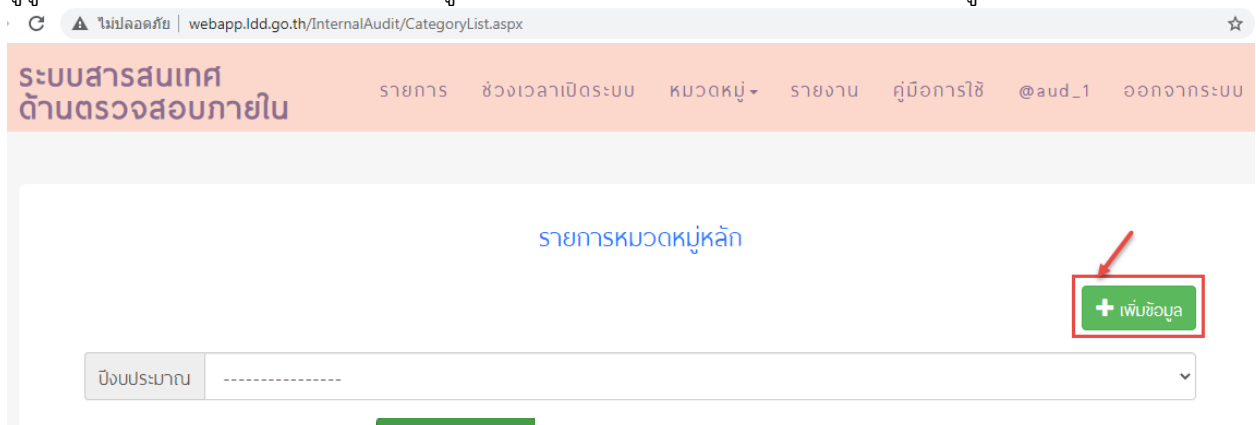 ไม่ปลอดภัย | webapp.ldd.go.th/InternalAudit/CategoryList.aspx
ระบบสารสนเทศ
ด้านตรวจสอบภายใน
รายการ ช่วงเวลาเปิดระบบ หมวดหมู่ รายงาน คู่มือการใช้ @aud_1 ออกจากระบบ
รายการหมวดหมู่หลัก
เพิ่มข้อมูล
ปีงบประมาณ ----------------